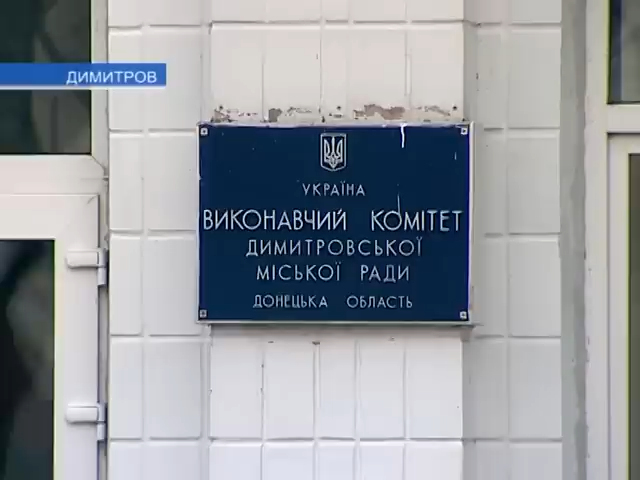 ДИМИТРОВ
УКРАЇНА
ВИКОНАВЧИЙ КОМІТЕТ
ДИМИТРОВСЬКОЇ
МІСЬКОЇ РАДИ
ДОНЕЦЬКА ОБЛАСТЬ